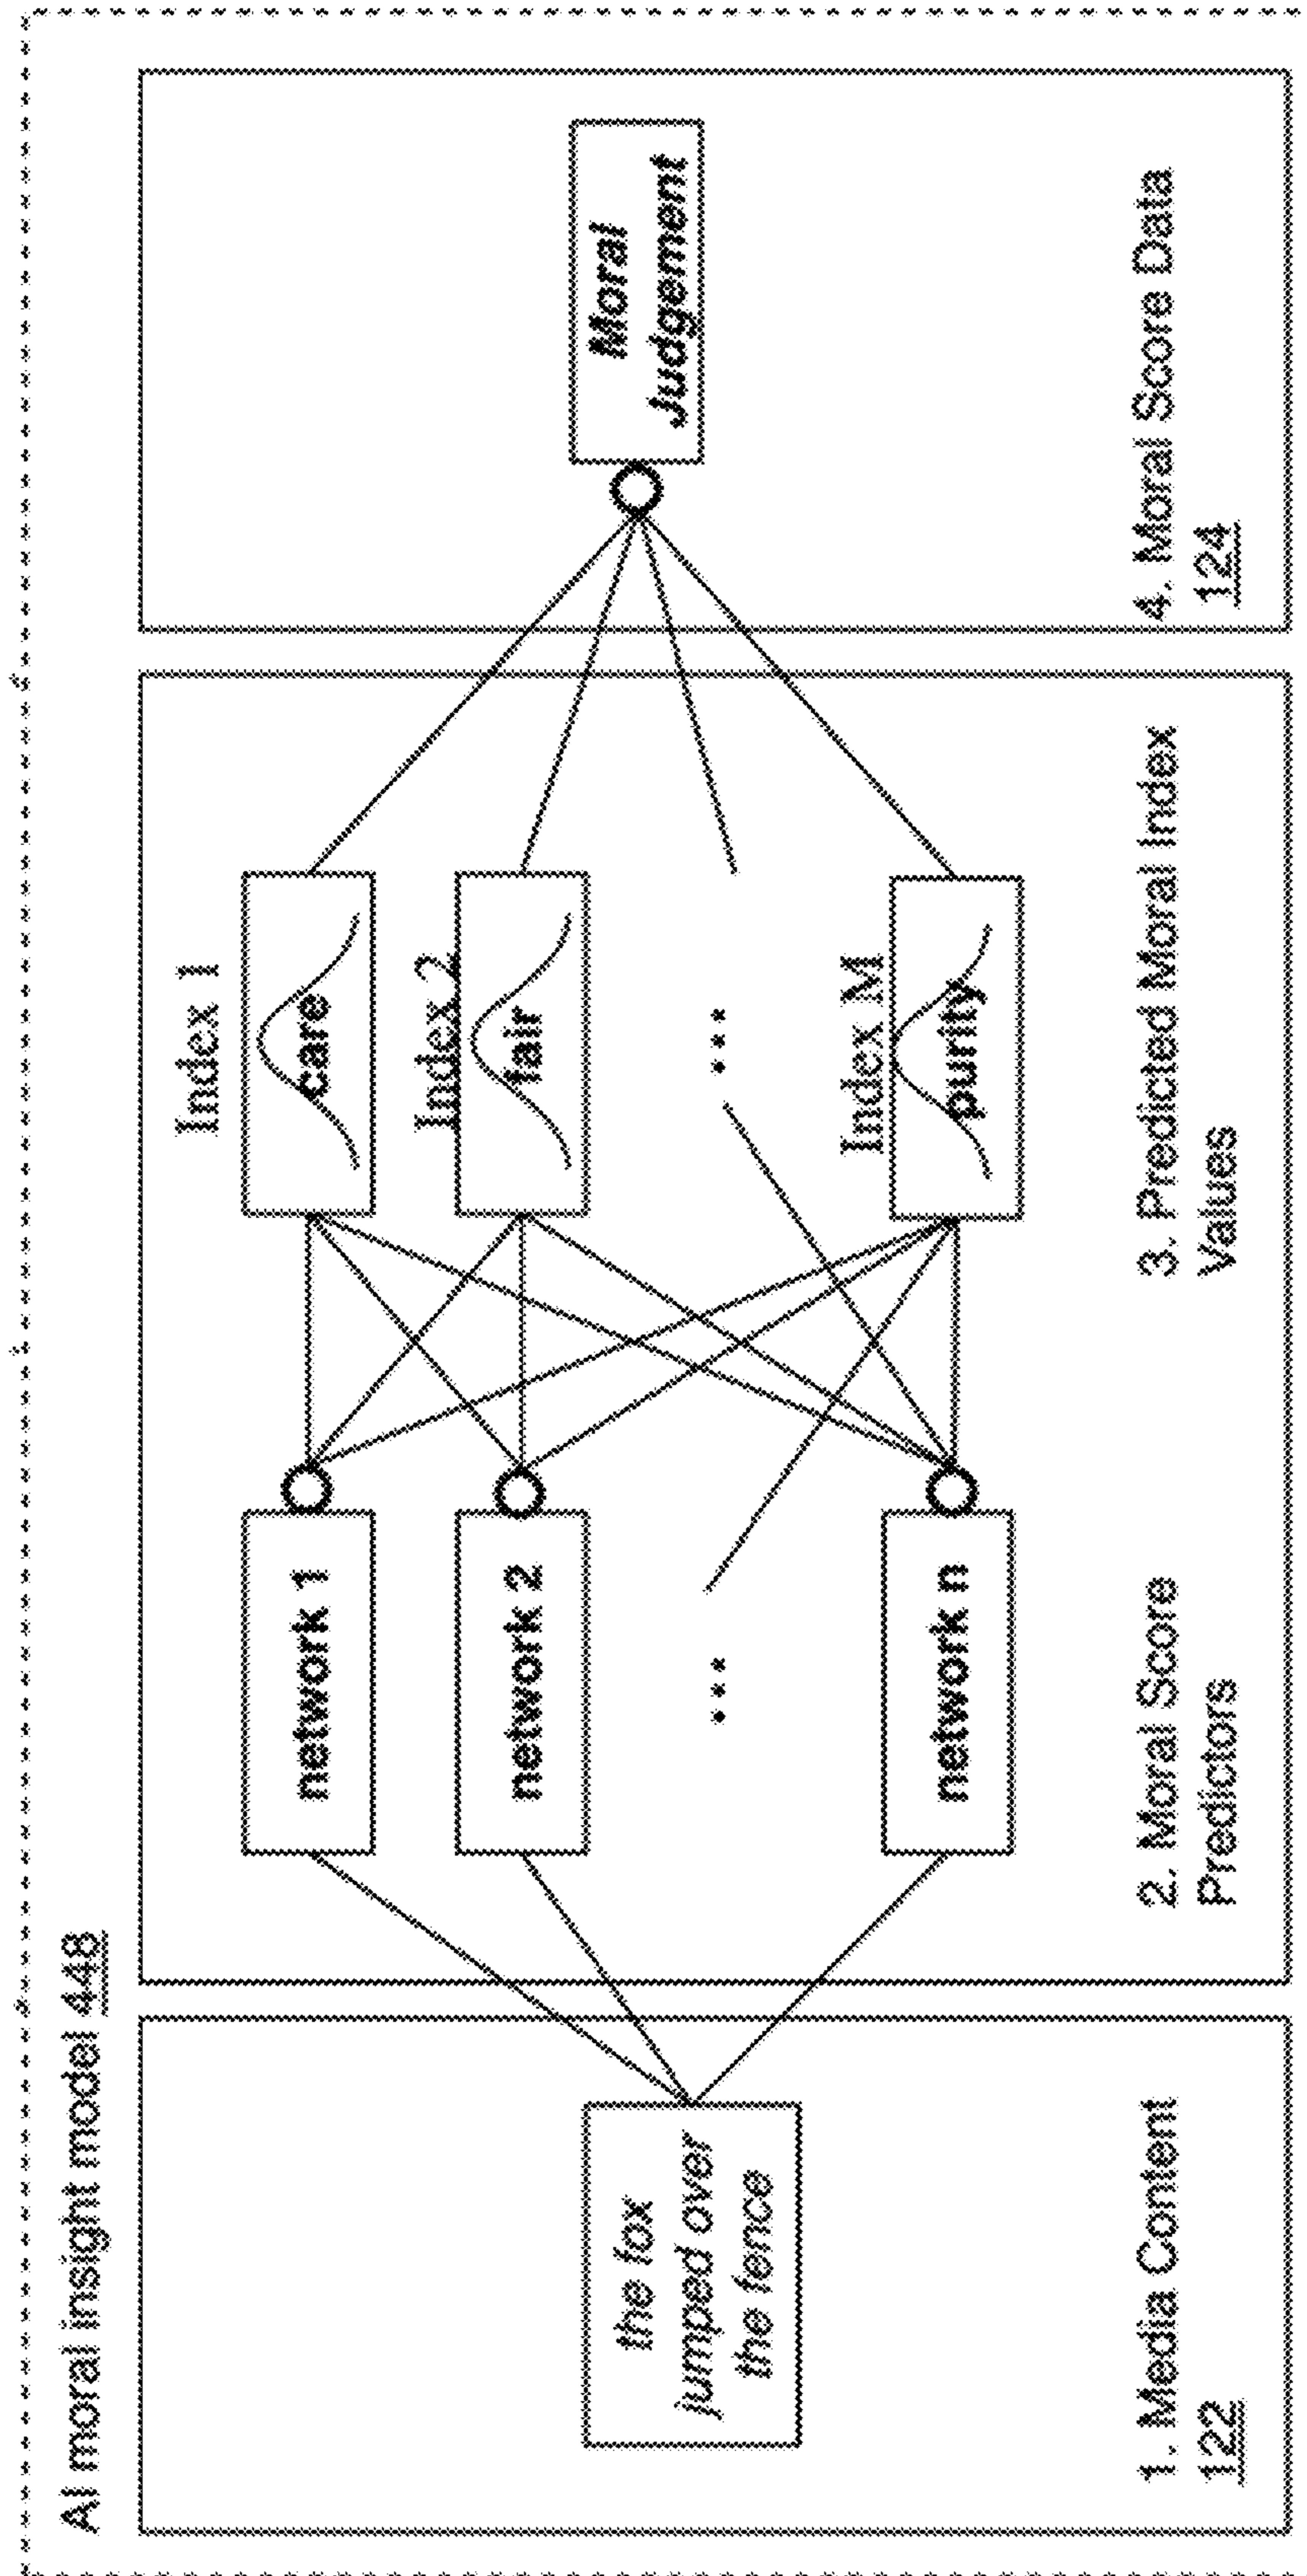 AI moral insight model 448
the fox
jumped over
the fence
1. Media Content
122
network 1
network 2
...
network n
2. Moral Score
Predictors
Index 1
care
Index 2
fair
...
Index M
purity
3. Predicted Moral Index
Values
Moral
Judgement
4. Moral Score Data
124